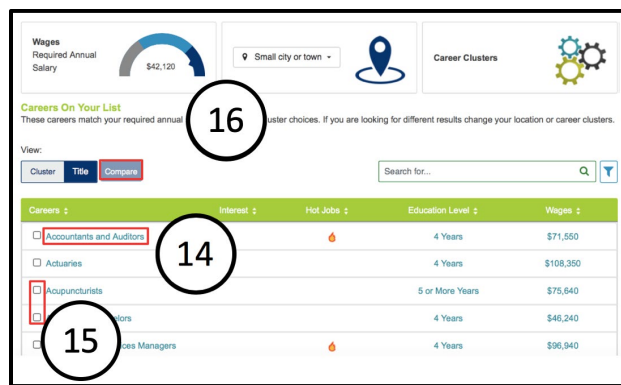 Wages
Required Annual
Salary
$42,120
Small city or town
Career Clusters
Careers On Your List
These careers match your required annual uster choices. If you are looking for different results change your location or career clusters.
16
View:
Cluster Title Compare
Search for...
Careers Interest Hot Jobs Education Level Wages
Accountants and Auditors 4 Years $71,550
14
Actuaries 4 Years $108,350
Acupuncturists 5 or More Years $75,640
elors 4 Years $46,240
15
ces Managers 4 Years $96,940